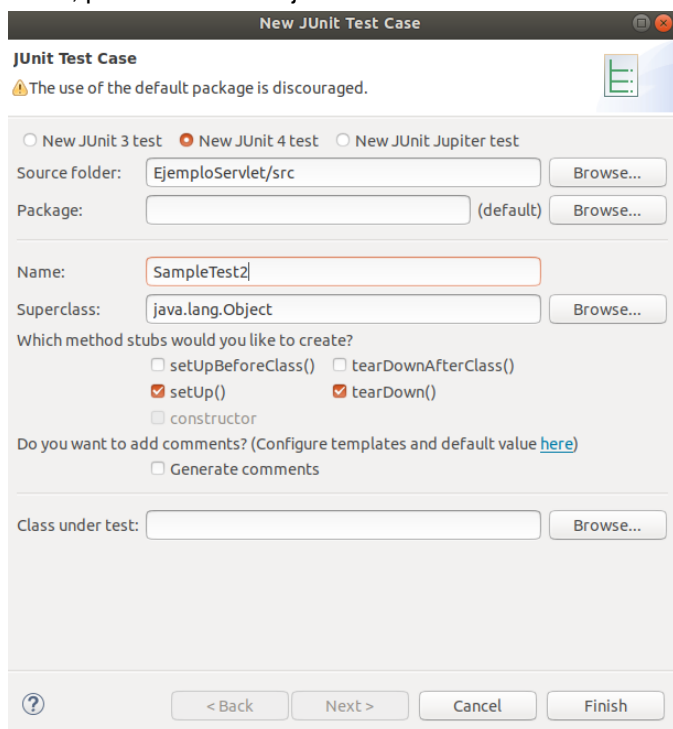 New JUnit Test Case
JUnit Test Case
The use of the default package is discouraged.
New JUnit 3 test New JUnit 4 test New JUnit Jupiter test
Source folder: EjemploServlet/src Browse...
Package: (default) Browse...
Name: SampleTest2
Superclass: java.lang.Object Browse...
Which method stubs would you like to create?
setUpBeforeClass() tearDownAfterClass()
setUp() tearDown()
constructor
Do you want to add comments? (Configure templates and default value here)
Generate comments
Class under test: Browse...
? < Back Next > Cancel Finish